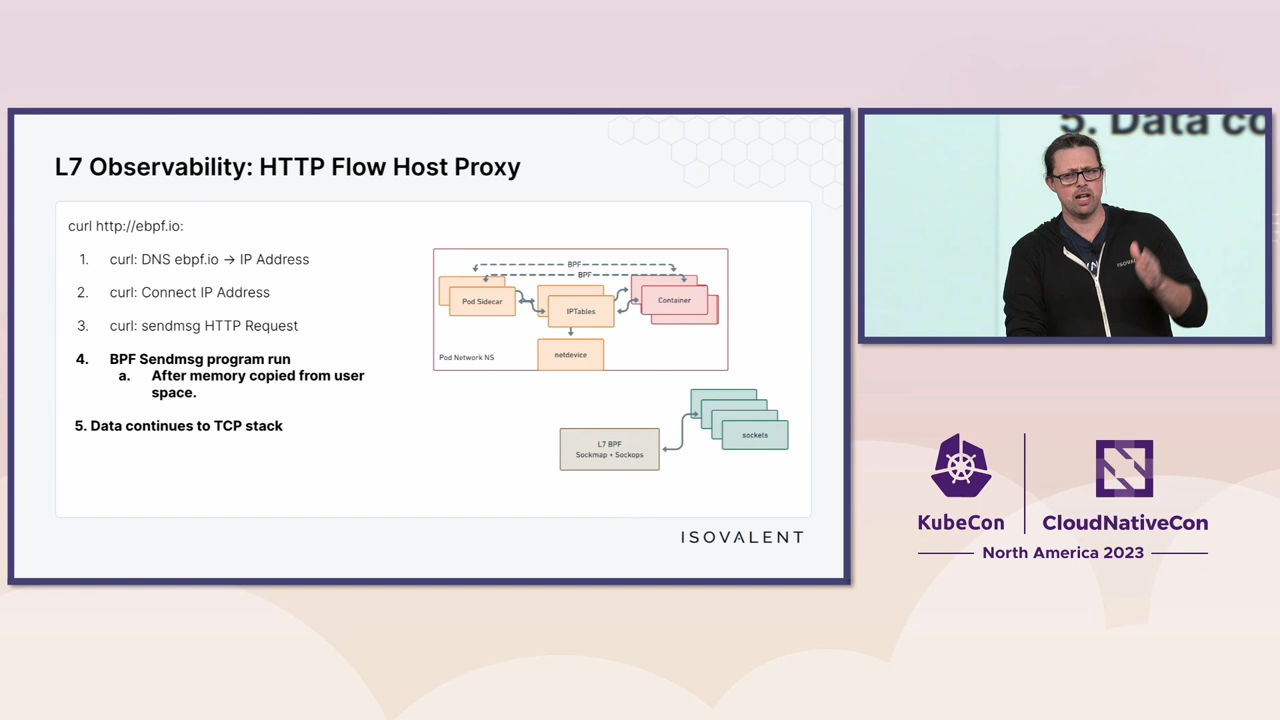 L7 Observability: HTTP Flow Host Proxy
curl http://ebpf.io:
1. curl: DNS ebpf.io → IP Address
2. curl: Connect IP Address
3. curl: sendmsg HTTP Request
4. BPF Sendmsg program run
a. After memory copied from user
space.
5. Data continues to TCP stack
BPF
BPF
Pod Sidecar
IPTables
Container
netdevice
Pod Network NS
sockets
L7 BPF
Sockmap + Sockops
ISOVALENT
5. Data co
ISOVA
KubeCon
CloudNativeCon
North America 2023